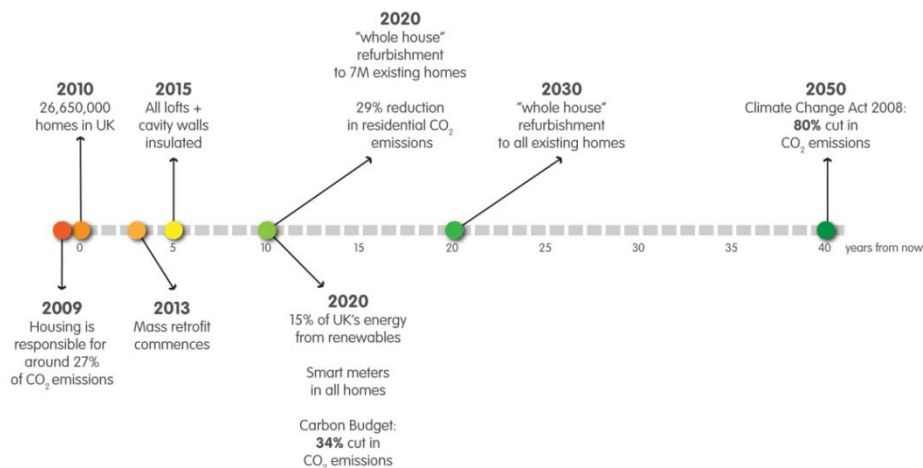 2020
"whole house"
refurbishment
to 7M existing homes
29% reduction
in residential CO₂
emissions
2010
26,650,000
homes in UK
2015
All lofts +
cavity walls
insulated
2030
"whole house"
refurbishment
to all existing homes
2050
Climate Change Act 2008:
80% cut in
CO₂ emissions
0
5
10
15
20
25
30
35
40
years from now
2009
Housing is
responsible for
around 27%
of CO₂ emissions
2013
Mass retrofit
commences
2020
15% of UK's energy
from renewables
Smart meters
in all homes
Carbon Budget:
34% cut in
CO₂ emissions